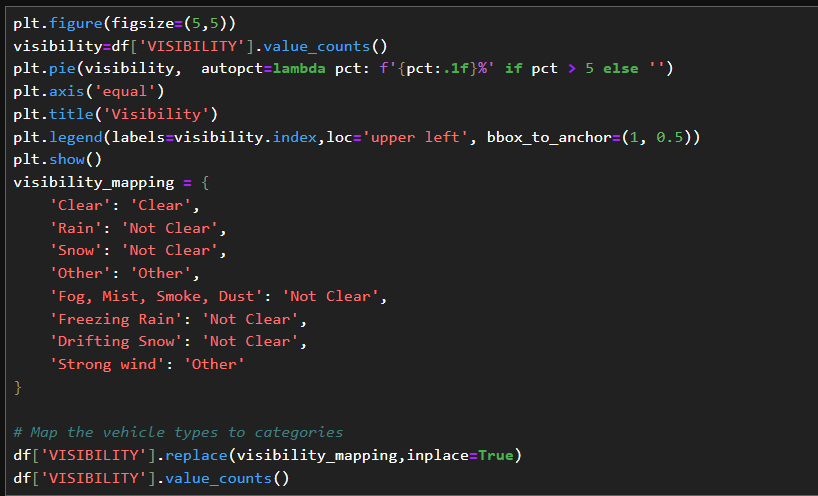 plt.figure(figsize=(5,5))
visibility=df['VISIBILITY'].value_counts()
plt.pie(visibility,  autopct=lambda pct: f'{pct:.1f}%' if pct > 5 else '')
plt.axis('equal')
plt.title('Visibility')
plt.legend(labels=visibility.index,loc='upper left', bbox_to_anchor=(1, 0.5))
plt.show()
visibility_mapping = {
    'Clear': 'Clear',
    'Rain': 'Not Clear',
    'Snow': 'Not Clear',
    'Other': 'Other',
    'Fog, Mist, Smoke, Dust': 'Not Clear',
    'Freezing Rain': 'Not Clear',
    'Drifting Snow': 'Not Clear',
    'Strong wind': 'Other'
}
# Map the vehicle types to categories
df['VISIBILITY'].replace(visibility_mapping,inplace=True)
df['VISIBILITY'].value_counts()